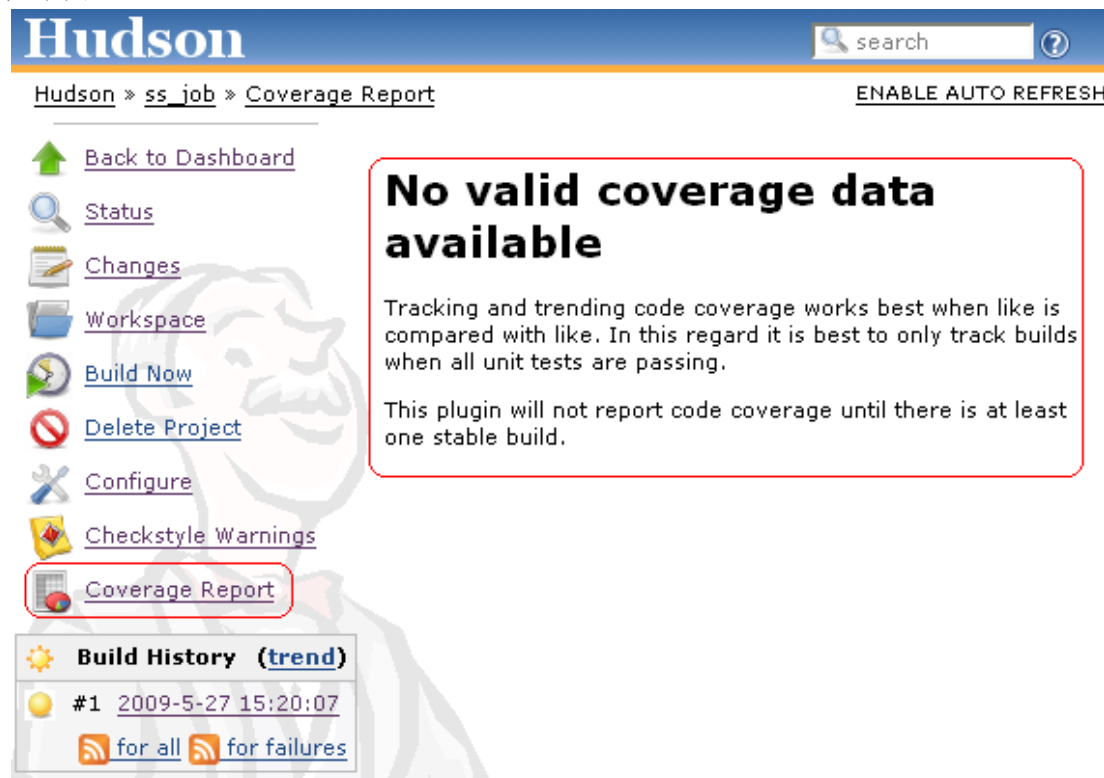 Hudson
search
Hudson » ss_job » Coverage Report
ENABLE AUTO REFRESH
Back to Dashboard
Status
Changes
Workspace
Build Now
Delete Project
Configure
Checkstyle Warnings
Coverage Report
Build History (trend)
#1 2009-5-27 15:20:07
for all for failures
No valid coverage data
available
Tracking and trending code coverage works best when like is
compared with like. In this regard it is best to only track builds
when all unit tests are passing.
This plugin will not report code coverage until there is at least
one stable build.